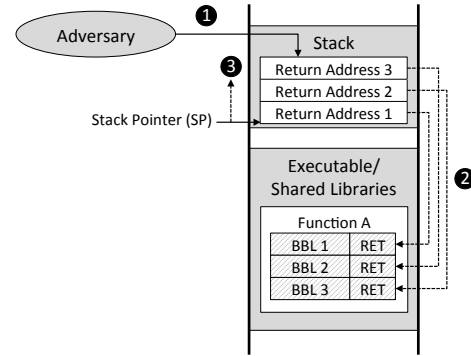 1
Adversary
Stack
Return Address 3
3
Return Address 2
Stack Pointer (SP)
Return Address 1
Executable/
Shared Libraries
2
Function A
BBL 1 RET
BBL 2 RET
BBL 3 RET